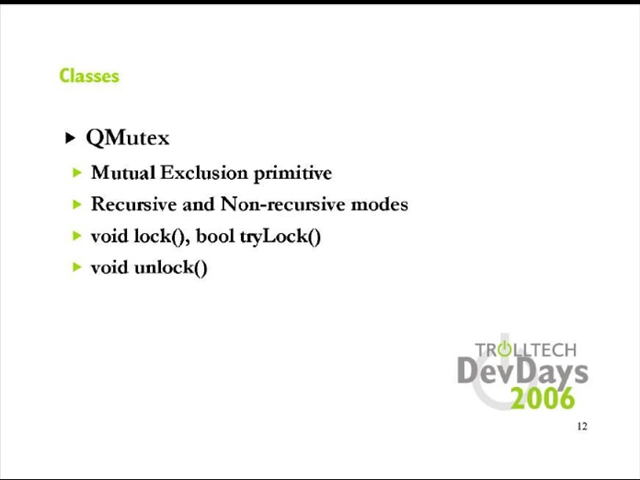 Classes
QMutex
Mutual Exclusion primitive
Recursive and Non-recursive modes
void lock(), bool tryLock()
void unlock()
TROLLTECH
DevDays
2006
12